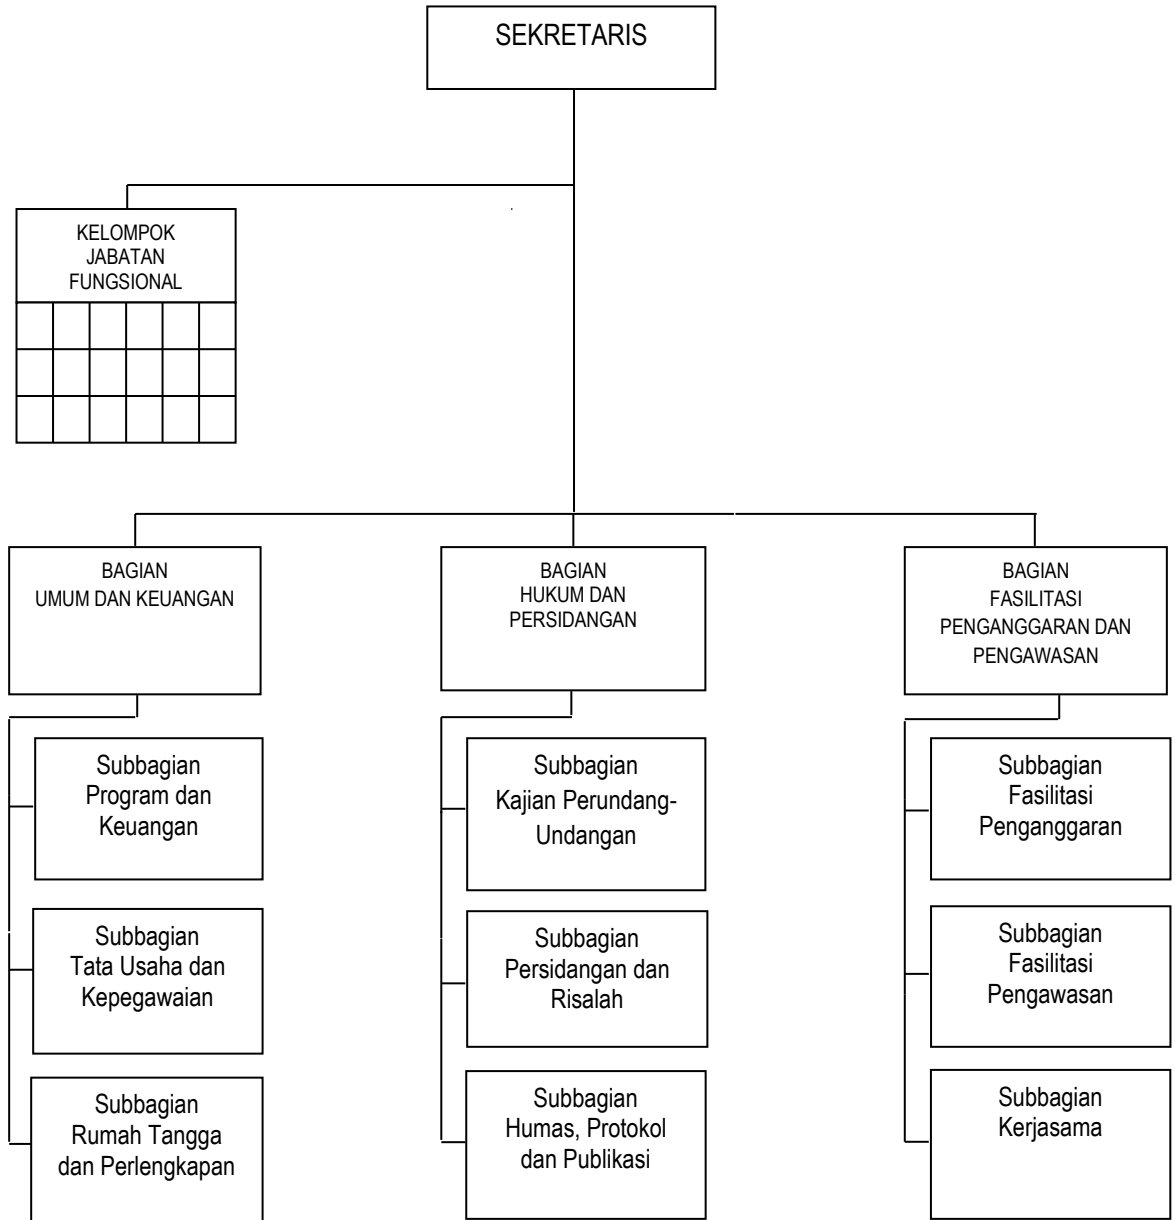 SEKRETARIS
KELOMPOK
JABATAN
FUNGSIONAL
BAGIAN
UMUM DAN KEUANGAN
BAGIAN
HUKUM DAN
PERSIDANGAN
BAGIAN
FASILITASI
PENGANGGARAN DAN
PENGAWASAN
Subbagian
Program dan
Keuangan
Subbagian
Tata Usaha dan
Kepegawaian
Subbagian
Rumah Tangga
dan Perlengkapan
Subbagian
Kajian Perundang-
Undangan
Subbagian
Persidangan dan
Risalah
Subbagian
Humas, Protokol
dan Publikasi
Subbagian
Fasilitasi
Penganggaran
Subbagian
Fasilitasi
Pengawasan
Subbagian
Kerjasama